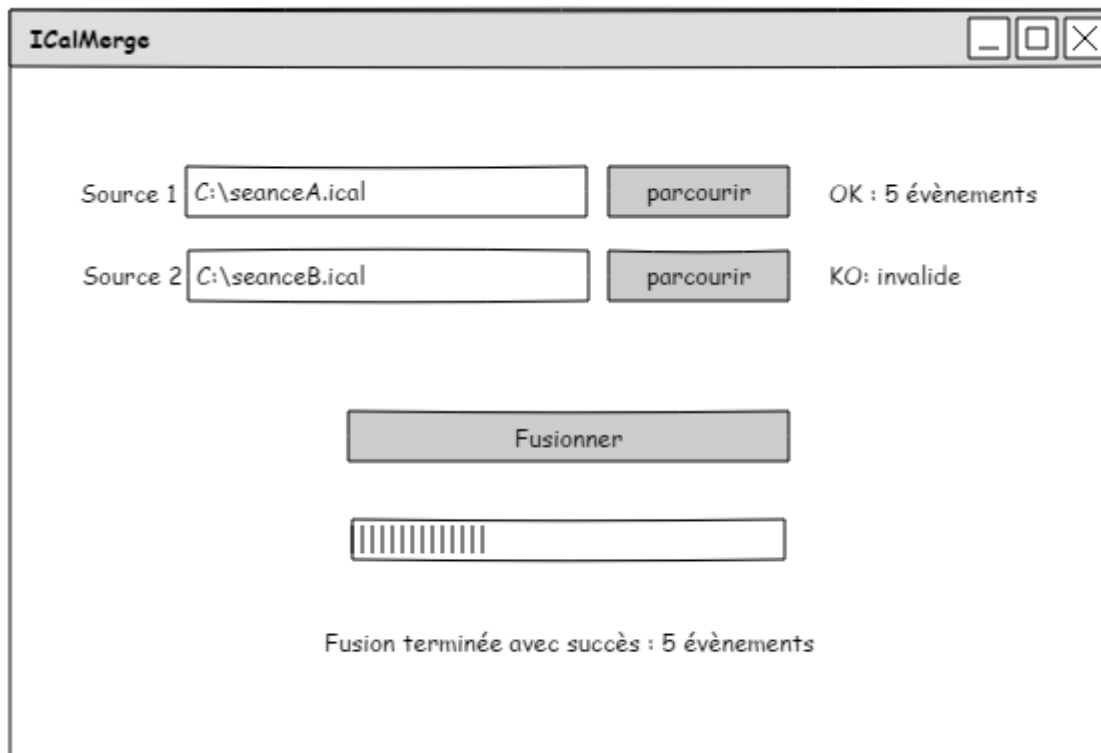 ICalMerge
Source 1 C:\seanceA.ical parcourir OK : 5 évènements
Source 2 C:\seanceB.ical parcourir KO: invalide
Fusionner
Fusion terminée avec succès : 5 évènements